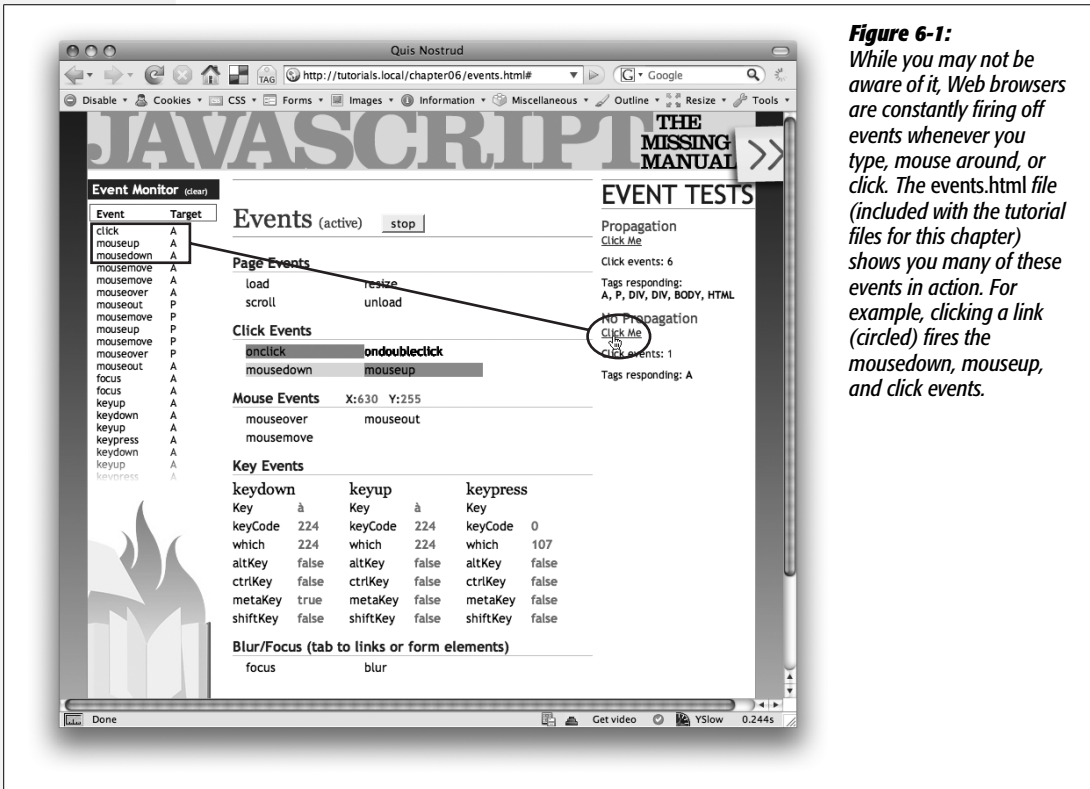 Quis Nostrud
TAG http://tutorials.local/chapter06/events.html# G Google
Disable Cookies CSS Forms Images Information Miscellaneous Outline Resize Tools
JAVASCRIPT
THE
MISSING
MANUAL
>>
Event Monitor (clear)
Event Target
click A
mouseup A
mousedown A
mousemove A
mousemove A
mouseover A
mouseout P
mousemove P
mouseup P
mousemove P
mouseover P
mouseout A
focus A
focus A
keyup A
keydown A
keyup A
keypress A
keydown A
keyup A
keypress A
Events (active) stop
Page Events
load resize
scroll unload
Click Events
onclick ondoubleclick
mousedown mouseup
Mouse Events X:630 Y:255
mouseover mouseout
mousemove
Key Events
keydown keyup keypress
Key à Key à Key
keyCode 224 keyCode 224 keyCode 0
which 224 which 224 which 107
altKey false altKey false altKey false
ctrlKey false ctrlKey false ctrlKey false
metaKey true metaKey false metaKey false
shiftKey false shiftKey false shiftKey false
Blur/Focus (tab to links or form elements)
focus blur
EVENT TESTS
Propagation
Click Me
Click events: 6
Tags responding:
A, P, DIV, DIV, BODY, HTML
No Propagation
Click Me
Click events: 1
Tags responding: A
Done Get video YSlow 0.244s
Figure 6-1:
While you may not be
aware of it, Web browsers
are constantly firing off
events whenever you
type, mouse around, or
click. The events.html file
(included with the tutorial
files for this chapter)
shows you many of these
events in action. For
example, clicking a link
(circled) fires the
mousedown, mouseup,
and click events.